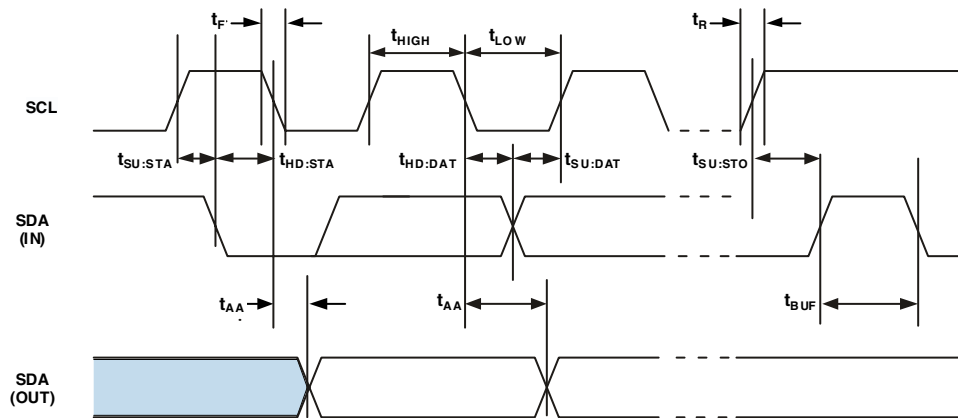 tF
tR
tHIGH
tLOW
SCL
tSU:STA
tHD:STA
tHD:DAT
tSU:DAT
tSU:STO
SDA
(IN)
tAA
tAA
tBUF
SDA
(OUT)